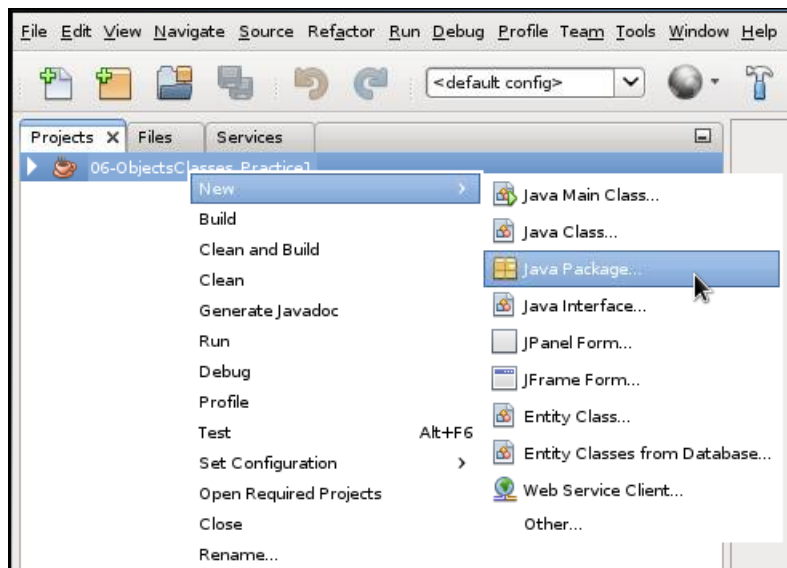 File Edit View Navigate Source Refactor Run Debug Profile Team Tools Window Help
<default config>
Projects Files Services
06-ObjectsClasses_Practice1
New
Build
Clean and Build
Clean
Generate Javadoc
Run
Debug
Profile
Test Alt+F6
Set Configuration
Open Required Projects
Close
Rename...
Java Main Class...
Java Class...
Java Package...
Java Interface...
JPanel Form...
JFrame Form...
Entity Class...
Entity Classes from Database...
Web Service Client...
Other...